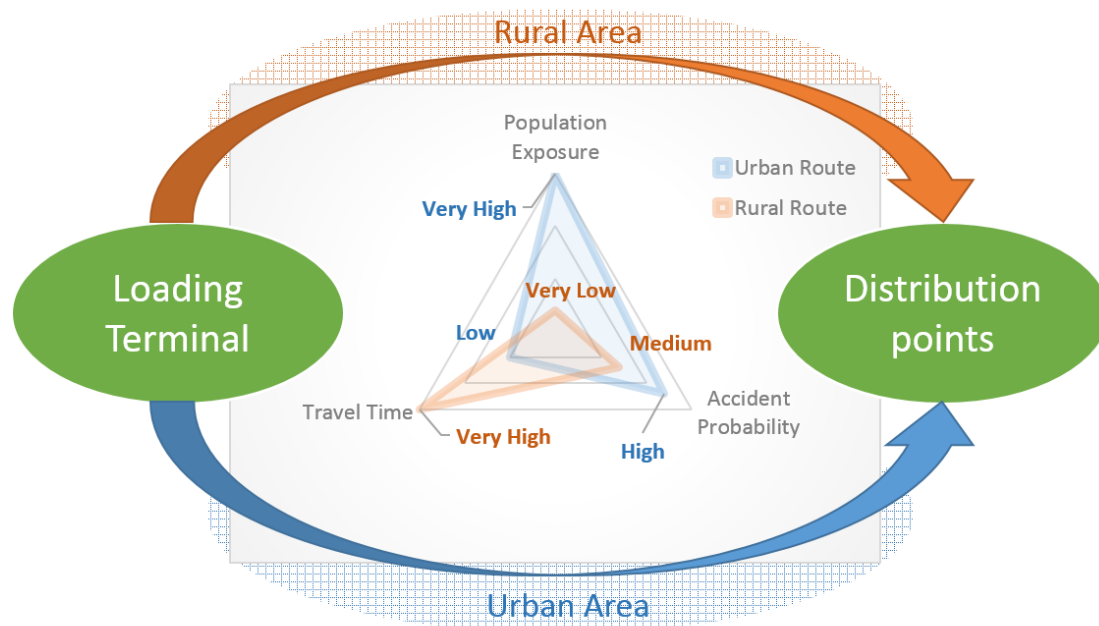 Rural Area
Population
Exposure
Urban Route
Rural Route
Very High
Loading
Terminal
Distribution
points
Very Low
Low
Medium
Travel Time
Accident
Probability
Very High
High
Urban Area